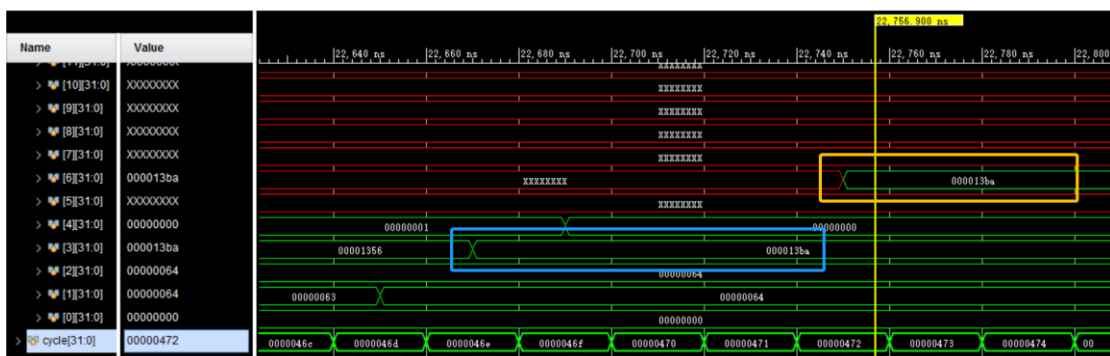 22,756.900 ns
Name Value
22,640 ns 22,660 ns 22,680 ns 22,700 ns 22,720 ns 22,740 ns 22,760 ns 22,780 ns 22,800
XXXXXXXX
[10][31:0] XXXXXXXX XXXXXXXX
[9][31:0] XXXXXXXX XXXXXXXX
[8][31:0] XXXXXXXX XXXXXXXX
[7][31:0] XXXXXXXX XXXXXXXX
[6][31:0] 000013ba XXXXXXXX 000013ba
[5][31:0] XXXXXXXX XXXXXXXX
[4][31:0] 00000000 00000001 00000000
[3][31:0] 000013ba 00001356 000013ba
[2][31:0] 00000064 00000064
[1][31:0] 00000064 00000063 00000064
[0][31:0] 00000000 00000000
cycle[31:0] 00000472 0000046c 0000046d 0000046e 0000046f 00000470 00000471 00000472 00000473 00000474 00